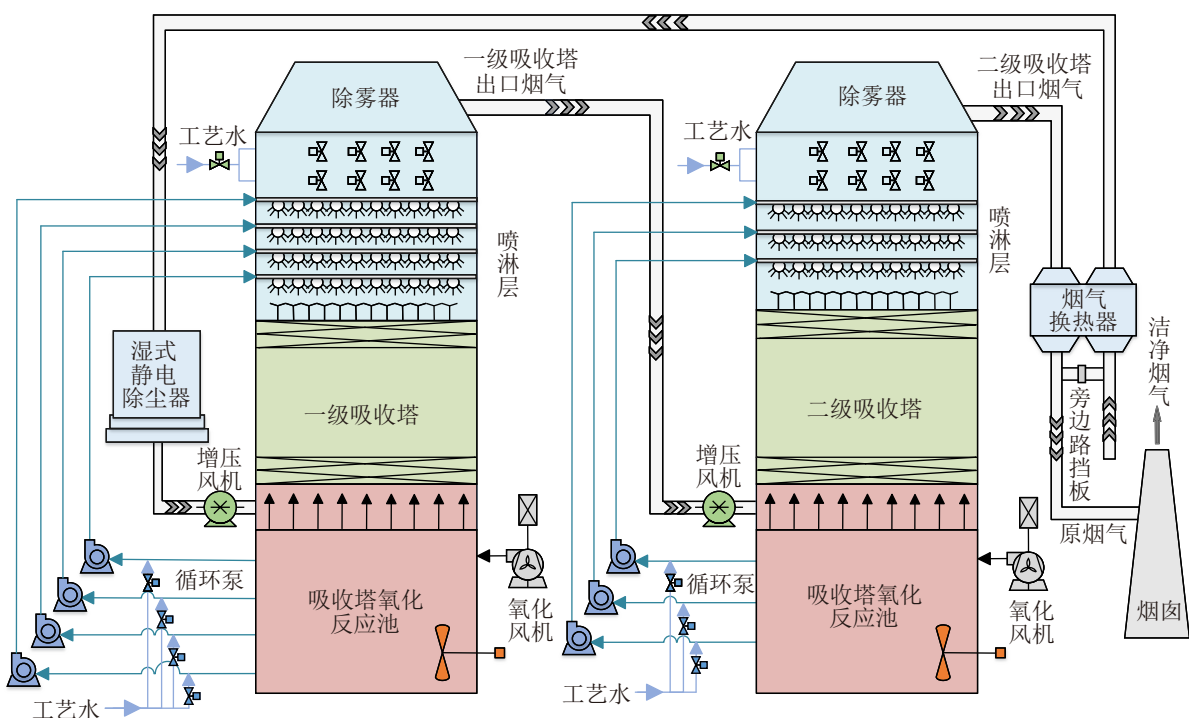 一级吸收塔
出口烟气
除雾器
工艺水
喷
淋
层
湿式
静电
除尘器
一级吸收塔
增压
风机
循环泵
吸收塔氧化
反应池
氧化
风机
工艺水
二级吸收塔
出口烟气
除雾器
工艺水
喷
淋
层
烟气
换热器
洁
净
烟
气
旁
边
路
挡
板
二级吸收塔
增压
风机
原烟气
循环泵
吸收塔氧化
反应池
氧化
风机
烟囱
工艺水